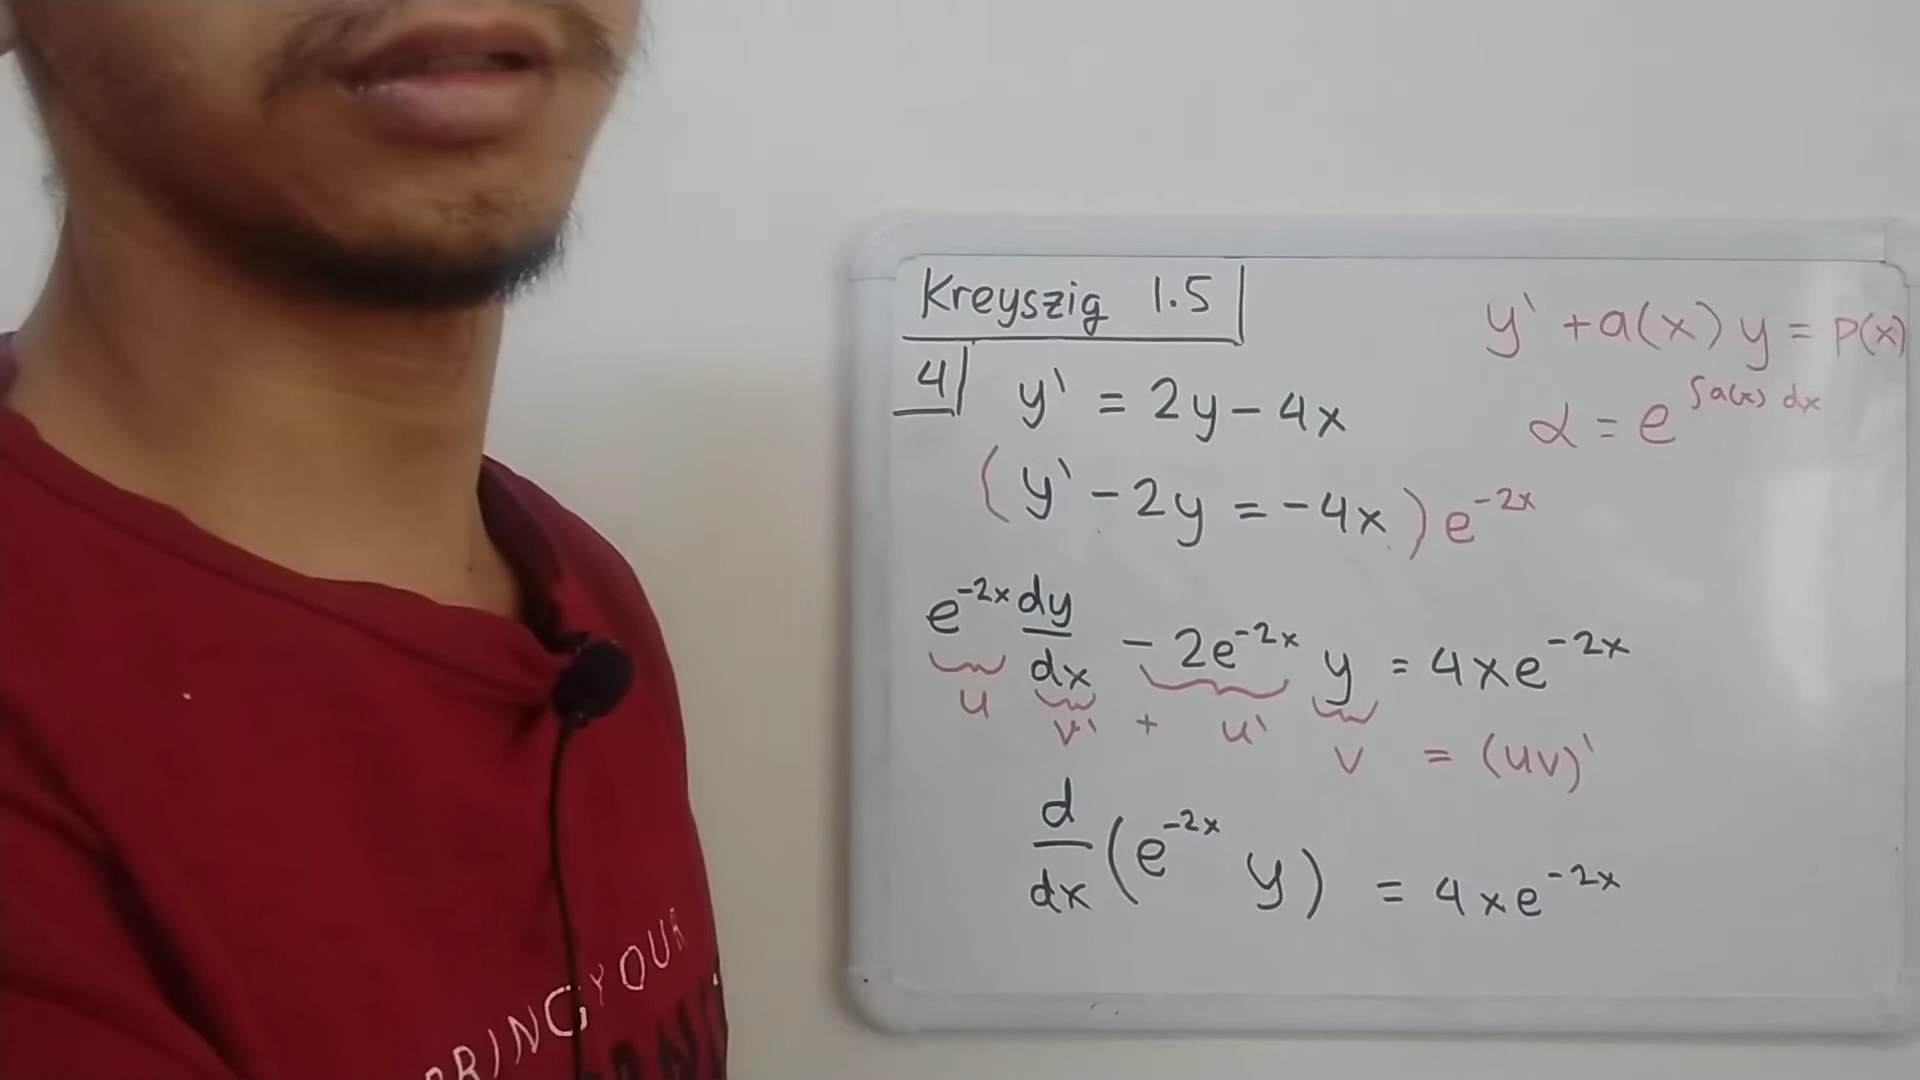 Kreyszig 1.5
4 y' = 2y - 4x
(y' - 2y = -4x) e^{-2x}
e^{-2x} dy/dx - 2e^{-2x} y = 4xe^{-2x}
u v' + u' v = (uv)'
d/dx (e^{-2x} y) = 4xe^{-2x}
y' + a(x) y = p(x)
α = e^{∫a(x) dx}
BRING YOUR